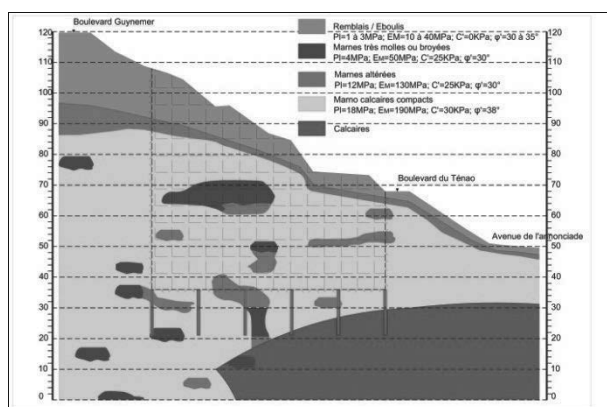 Boulevard Guynemer
Remblais / Eboulis
Pl=1 à 3MPa; EM=10 à 40MPa; C'=0KPa; φ'=30 à 35°
Marnes très molles ou broyées
Pl=4MPa; EM=50MPa; C'=25KPa; φ'=30°
Marnes altérées
Pl=12MPa; EM=130MPa; C'=25KPa; φ'=30°
Marno calcaires compacts
Pl=18MPa; EM=190MPa; C'=30KPa; φ'=38°
Calcaires
Boulevard du Ténao
Avenue de l'annonciade
120 120
110 110
100 100
90 90
80 80
70 70
60 60
50 50
40 40
30 30
20 20
10 10
0 0